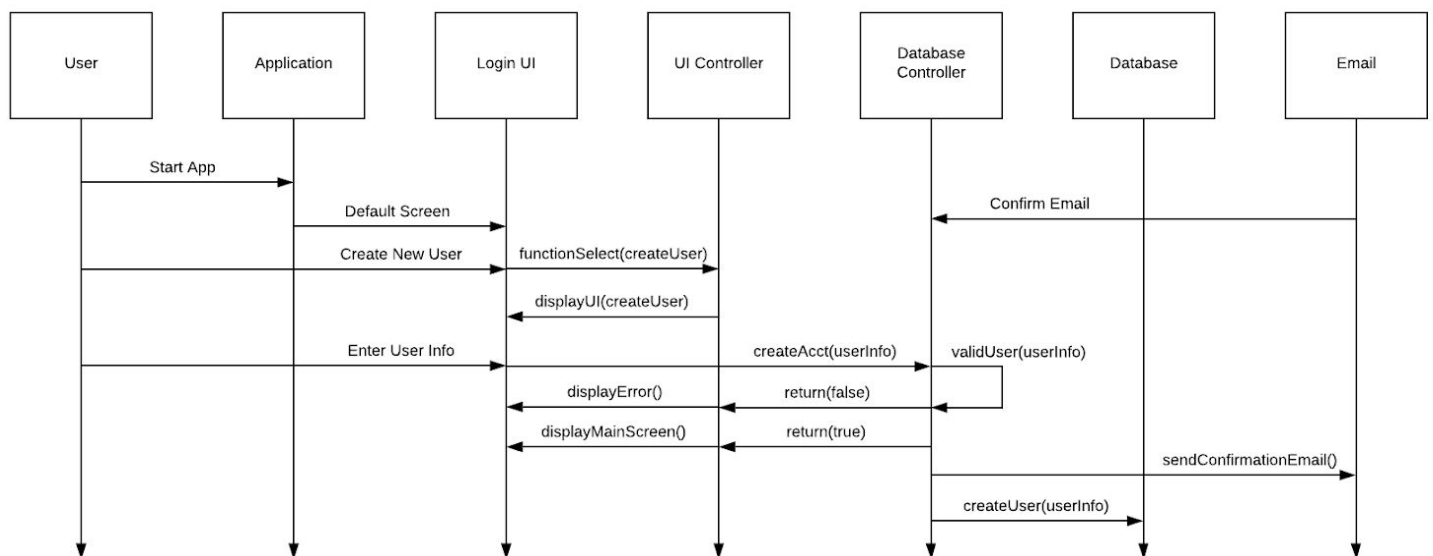 User
Application
Login UI
UI Controller
Database
Controller
Database
Email
Start App
Confirm Email
Default Screen
Create New User
functionSelect(createUser)
displayUI(createUser)
Enter User Info
createAcct(userInfo)
validUser(userInfo)
displayError()
return(false)
displayMainScreen()
return(true)
sendConfirmationEmail()
createUser(userInfo)